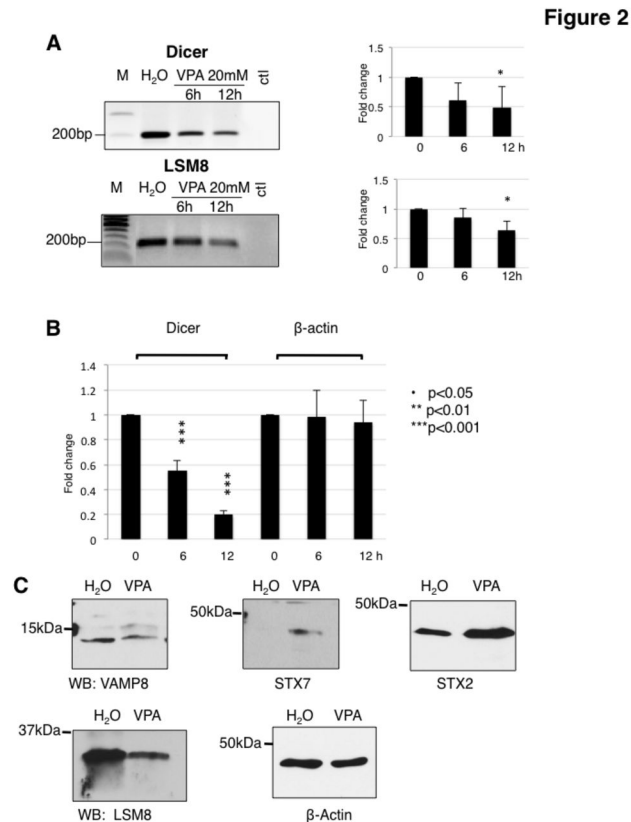 Figure 2
A
Dicer
M H₂O VPA 20mM ctl
6h 12h
200bp
LSM8
M H₂O VPA 20mM ctl
6h 12h
200bp
1.5
1
0.5
0
Fold change
*
0 6 12 h
1.5
1
0.5
0
Fold change
*
0 6 12h
B
Dicer β-actin
1.4
1.2
1
0.8
0.6
0.4
0.2
0
Fold change
***
***
0 6 12 0 6 12 h
• p<0.05
** p<0.01
***p<0.001
C
H₂O VPA
15kDa
WB: VAMP8
H₂O VPA
50kDa
STX7
H₂O VPA
50kDa
STX2
H₂O VPA
37kDa
WB: LSM8
H₂O VPA
50kDa
β-Actin